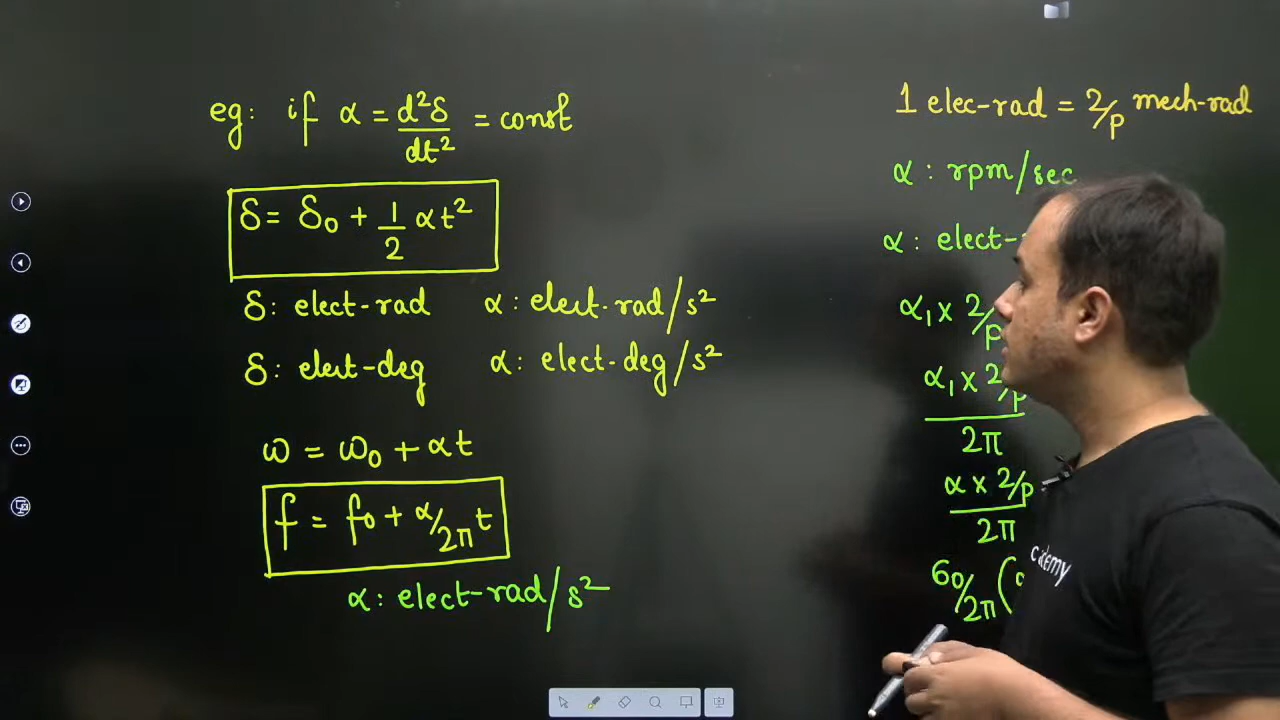 eg: if α = d²δ/dt² = const
δ = δ₀ + 1/2 αt²
δ: elect-rad α: elect-rad/s²
δ: elect-deg α: elect-deg/s²
ω = ω₀ + αt
f = f₀ + α/2π t
α: elect-rad/s²
1 elec-rad = 2/p mech-rad
α: rpm/sec
α: elect-
α₁ × 2/p
α₁ × 2/p
2π
α × 2/p
2π
60/2π (
cademy